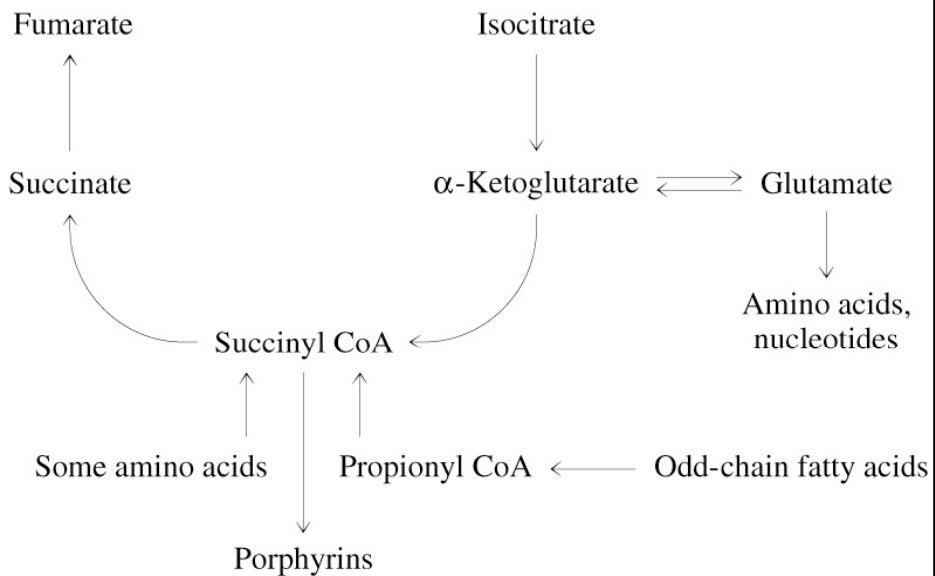 Fumarate
Isocitrate
Succinate
α-Ketoglutarate
Glutamate
Amino acids,
nucleotides
Succinyl CoA
Some amino acids
Propionyl CoA
Odd-chain fatty acids
Porphyrins